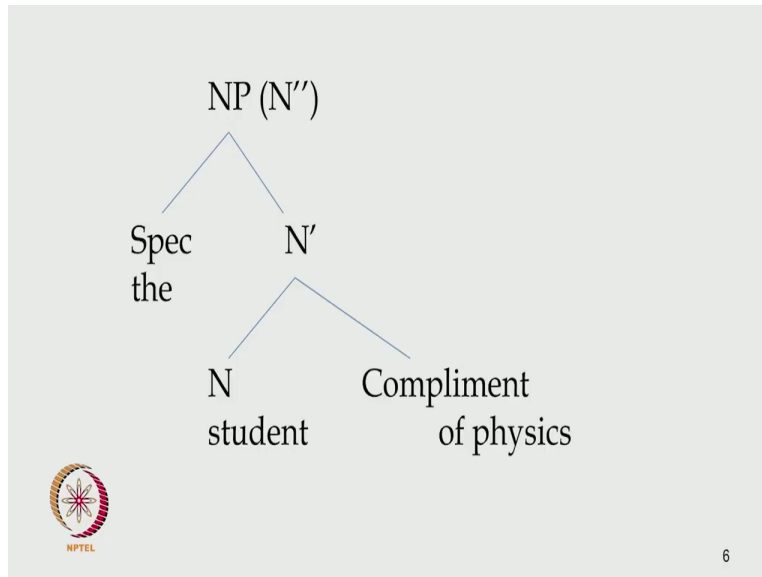 NP (N’’)
Spec N’
the
N Compliment
student of physics
NPTEL
6